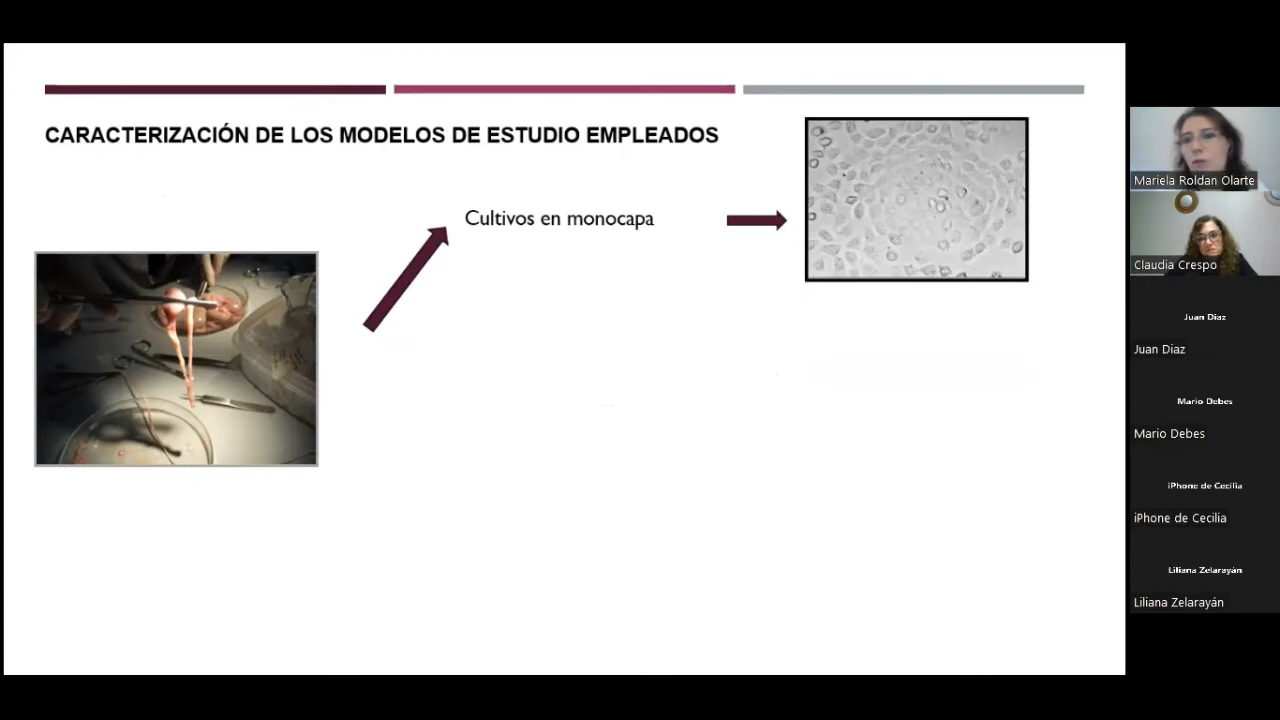 CARACTERIZACIÓN DE LOS MODELOS DE ESTUDIO EMPLEADOS
Cultivos en monocapa
Mariela Roldan Olarte
Claudia Crespo
Juan Diaz
Juan Diaz
Mario Debes
Mario Debes
iPhone de Cecilia
iPhone de Cecilia
Liliana Zelarayán
Liliana Zelarayán